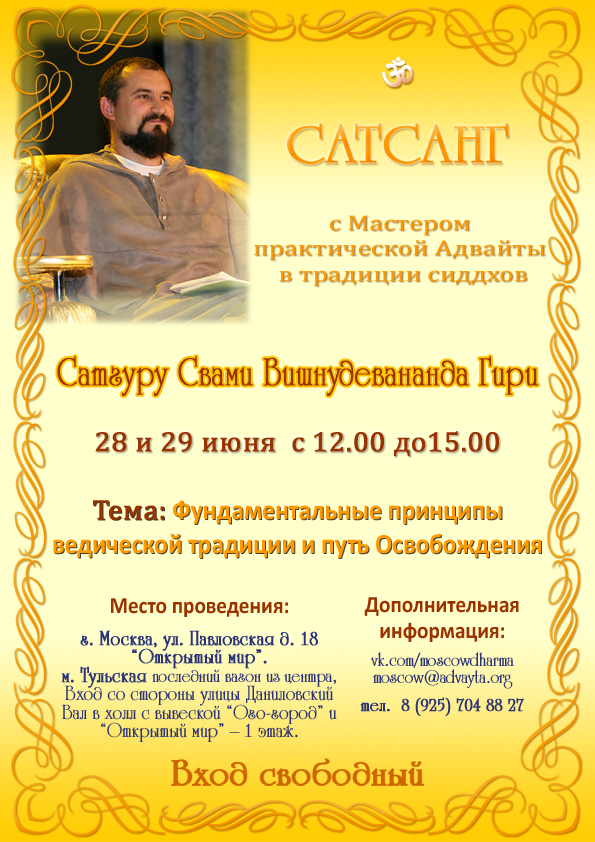 ॐ
САТСАНГ
с Мастером
практической Адвайты
в традиции сиддхов
Сатгуру Свами Вишнудевананда Гири
28 и 29 июня с 12.00 до15.00
Тема: Фундаментальные принципы
ведической традиции и путь Освобождения
Место проведения:
г. Москва, ул. Павловская д. 18
“Открытый мир”.
м. Тульская последний вагон из центра,
Вход со стороны улицы Даниловский
Вал в холл с вывеской “Ого-город” и
“Открытый мир” – 1 этаж.
Дополнительная
информация:
vk.com/moscowdharma
moscow@advayta.org
тел. 8 (925) 704 88 27
Вход свободный